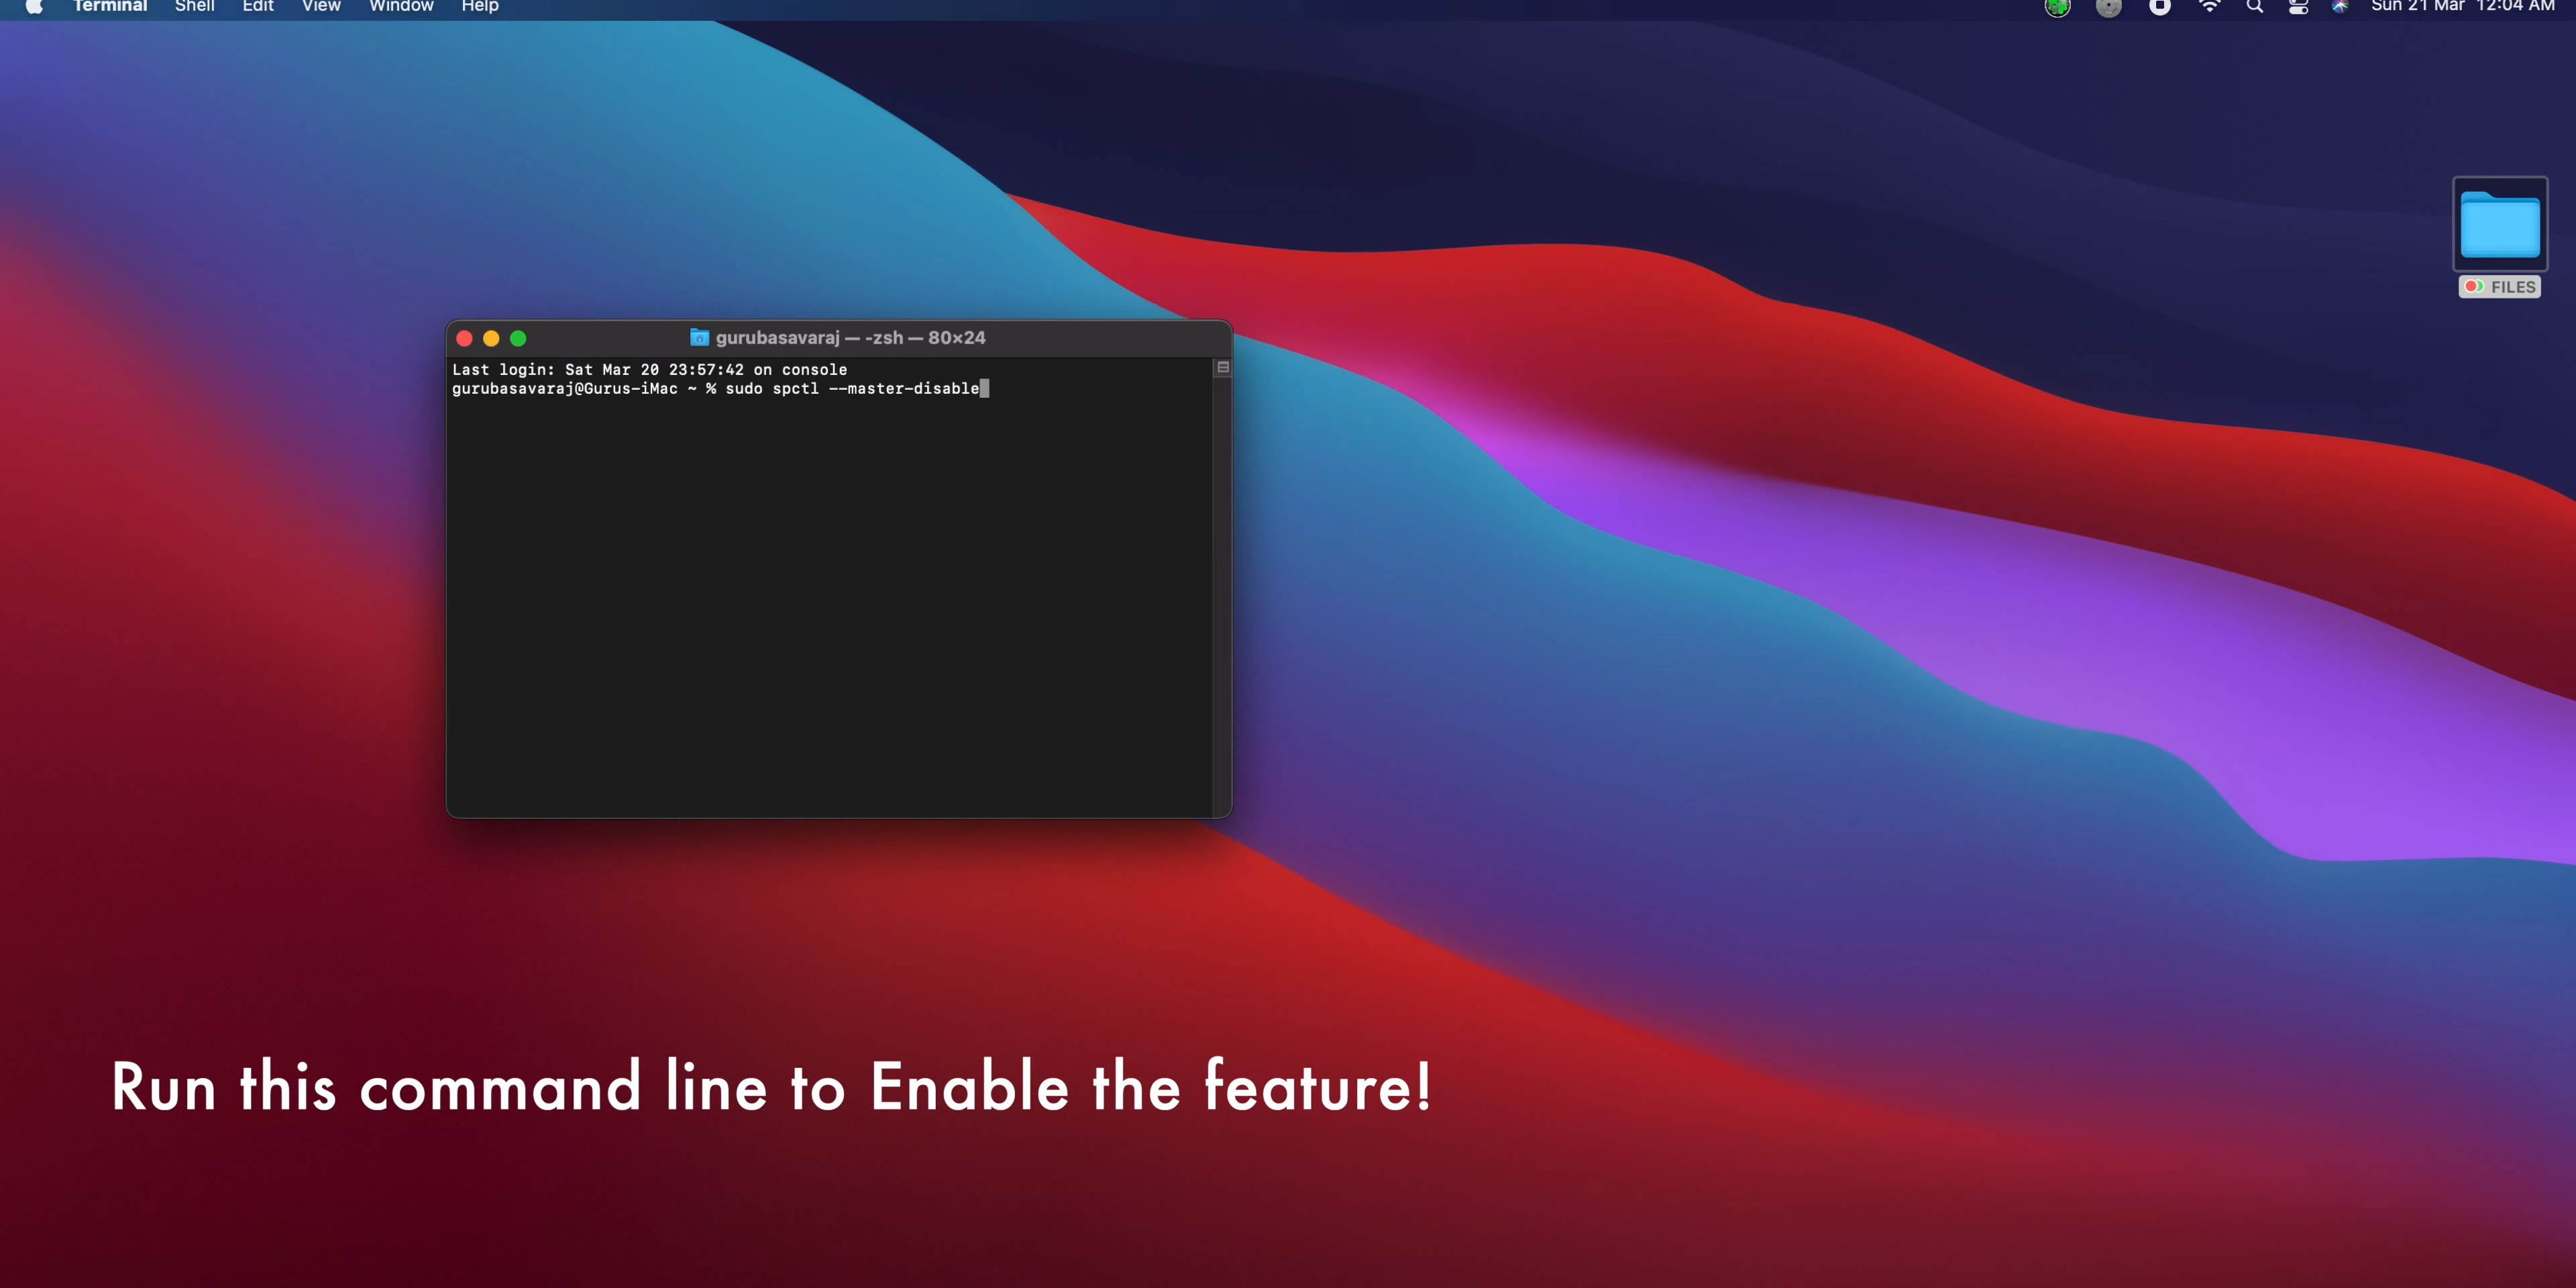 Terminal Shell Edit View Window Help Sun 21 Mar 12:04 AM
FILES
gurubasavaraj — -zsh — 80×24
Last login: Sat Mar 20 23:57:42 on console
gurubasavaraj@Gurus-iMac ~ % sudo spctl --master-disable
Run this command line to Enable the feature!